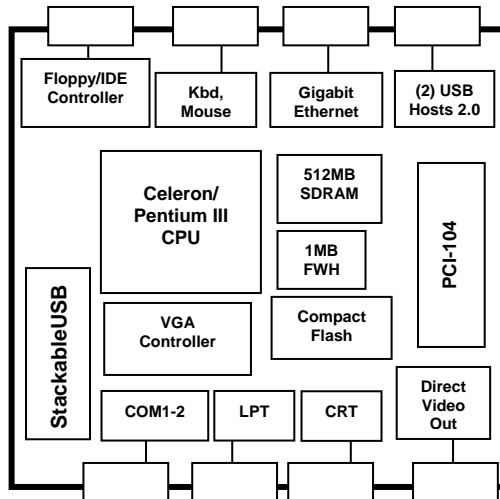 Floppy/IDE
Controller
Kbd,
Mouse
Gigabit
Ethernet
(2) USB
Hosts 2.0
Celeron/
Pentium III
CPU
512MB
SDRAM
1MB
FWH
PCI-104
StackableUSB
VGA
Controller
Compact
Flash
COM1-2
LPT
CRT
Direct
Video
Out